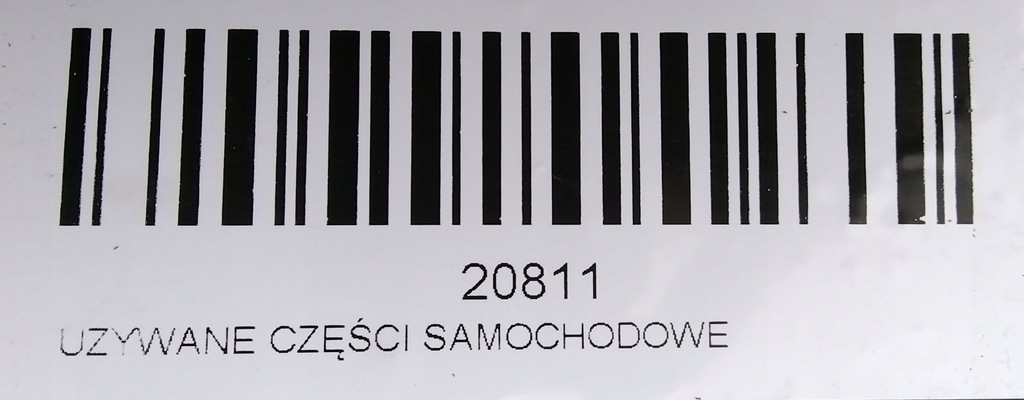 20811
UZYWANE CZĘŚCI SAMOCHODOWE